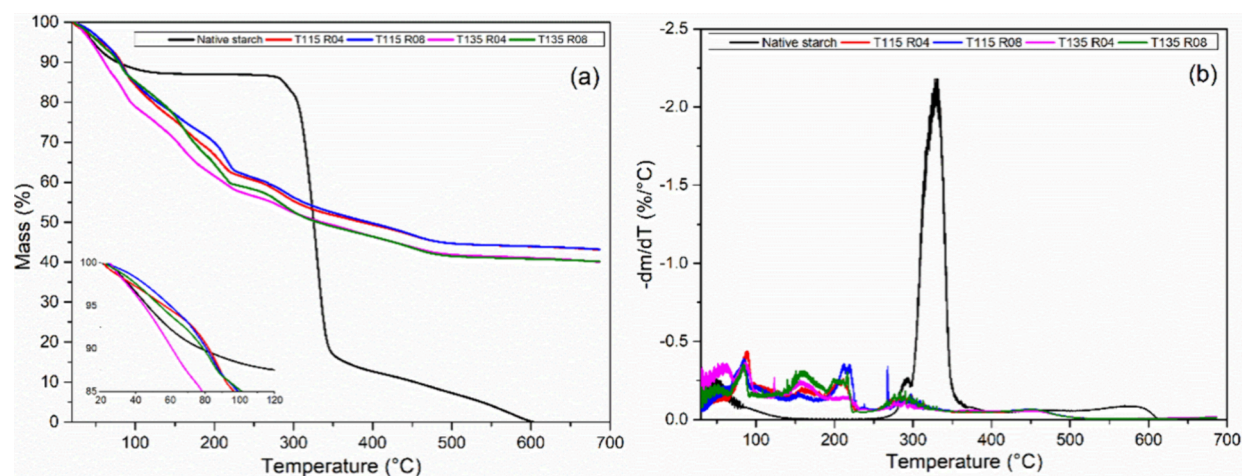 Native starch T115 R04 T115 R08 T135 R04 T135 R08
(a)
100
90
80
70
60
50
40
30
20
10
0
Mass (%)
100
95
90
85
20 40 60 80 100 120
100 200 300 400 500 600 700
Temperature (°C)
Native starch T115 R04 T115 R08 T135 R04 T135 R08
(b)
-2.5
-2.0
-1.5
-1.0
-0.5
0.0
-dm/dT (%/°C)
100 200 300 400 500 600 700
Temperature (°C)